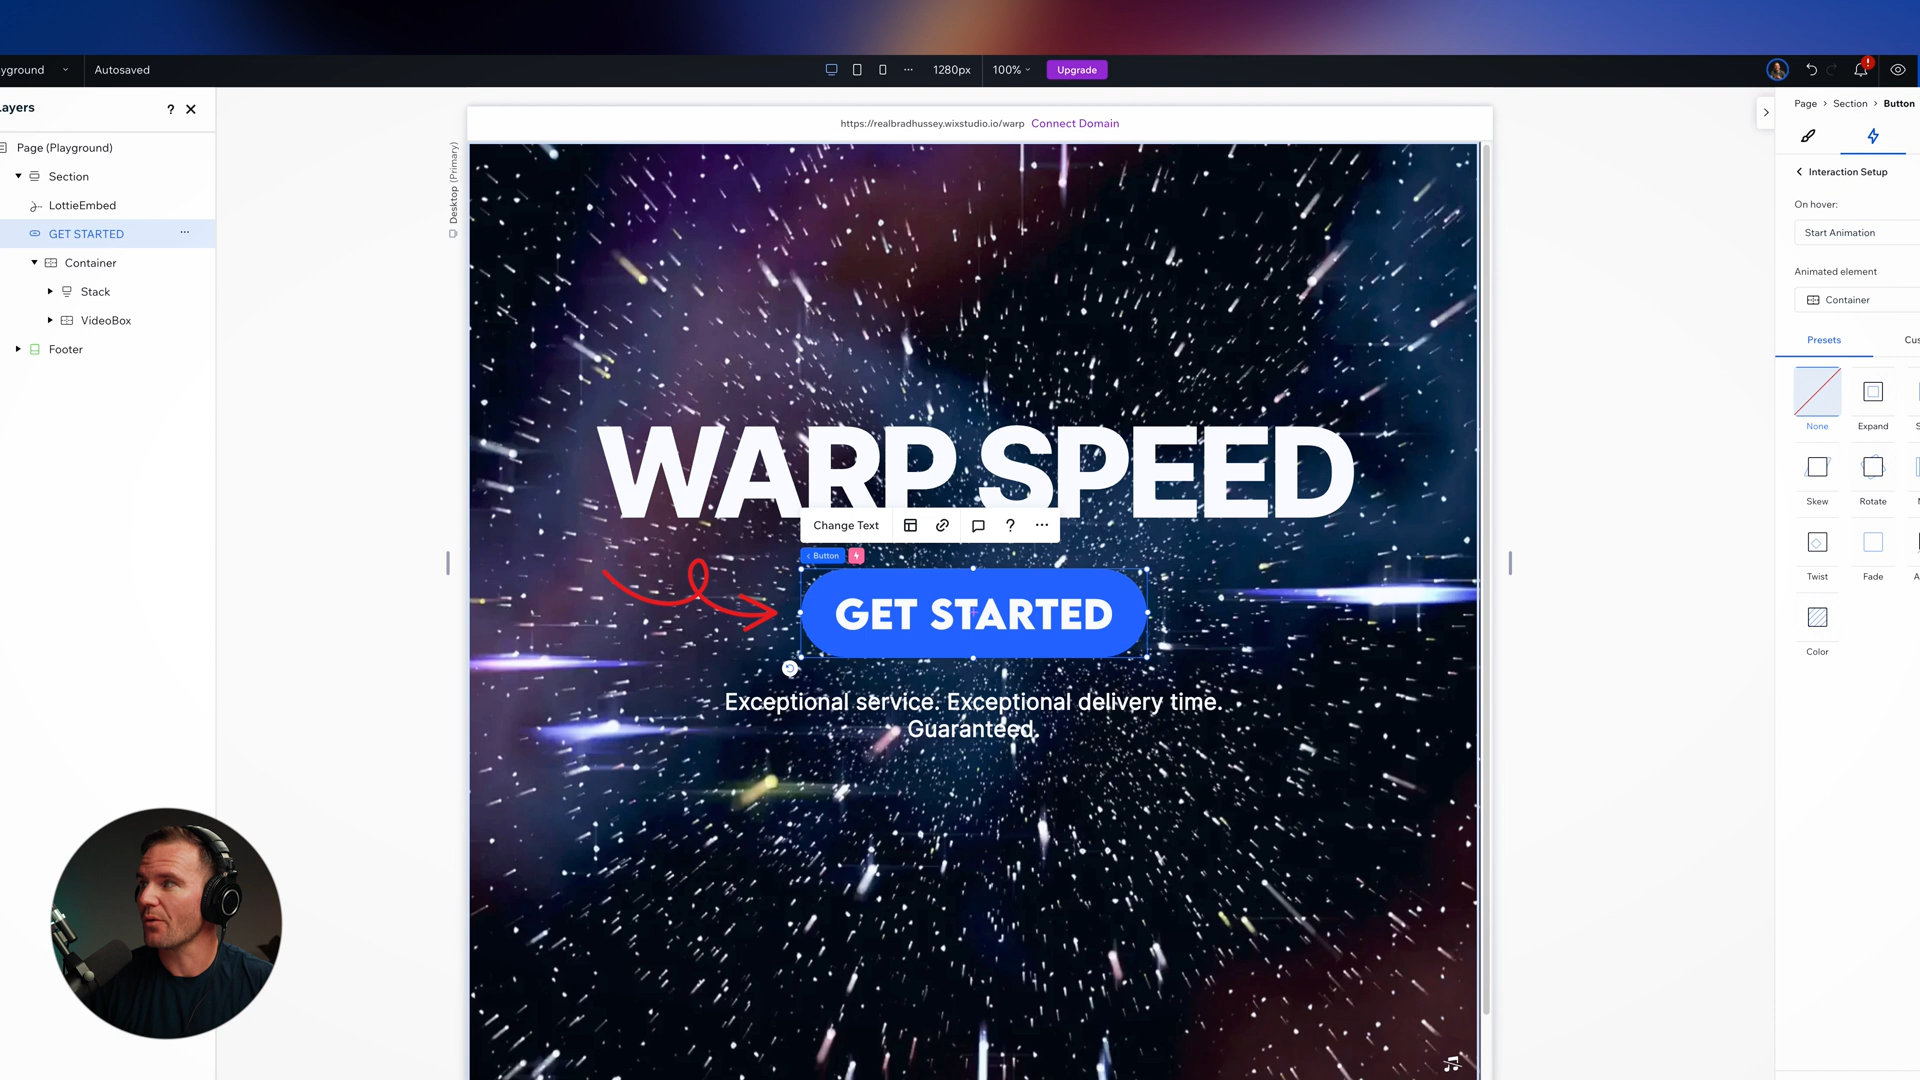 yground
Autosaved
1280px
100%
Upgrade
Layers
?
Page (Playground)
Section
LottieEmbed
GET STARTED
Container
Stack
VideoBox
Footer
https://realbradhussey.wixstudio.io/warp Connect Domain
Desktop (Primary)
WARP SPEED
Change Text
?
Button
GET STARTED
Exceptional service. Exceptional delivery time.
Guaranteed.
Page > Section > Button
Interaction Setup
On hover:
Start Animation
Animated element
Container
Presets
Cus
None
Expand
Skew
Rotate
Twist
Fade
Color